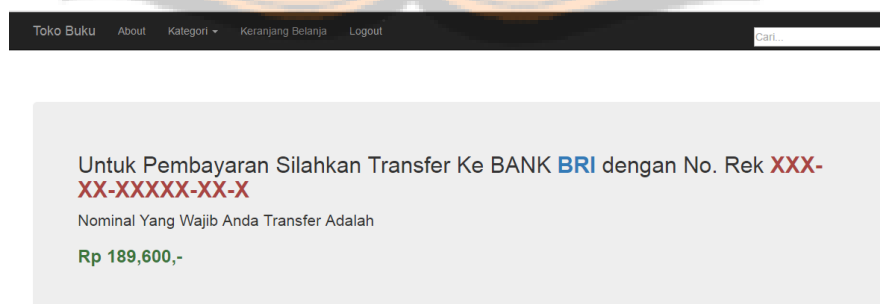 Toko Buku About Kategori Keranjang Belanja Logout Cari...
Untuk Pembayaran Silahkan Transfer Ke BANK BRI dengan No. Rek XXX-
XX-XXXXX-XX-X
Nominal Yang Wajib Anda Transfer Adalah
Rp 189,600,-